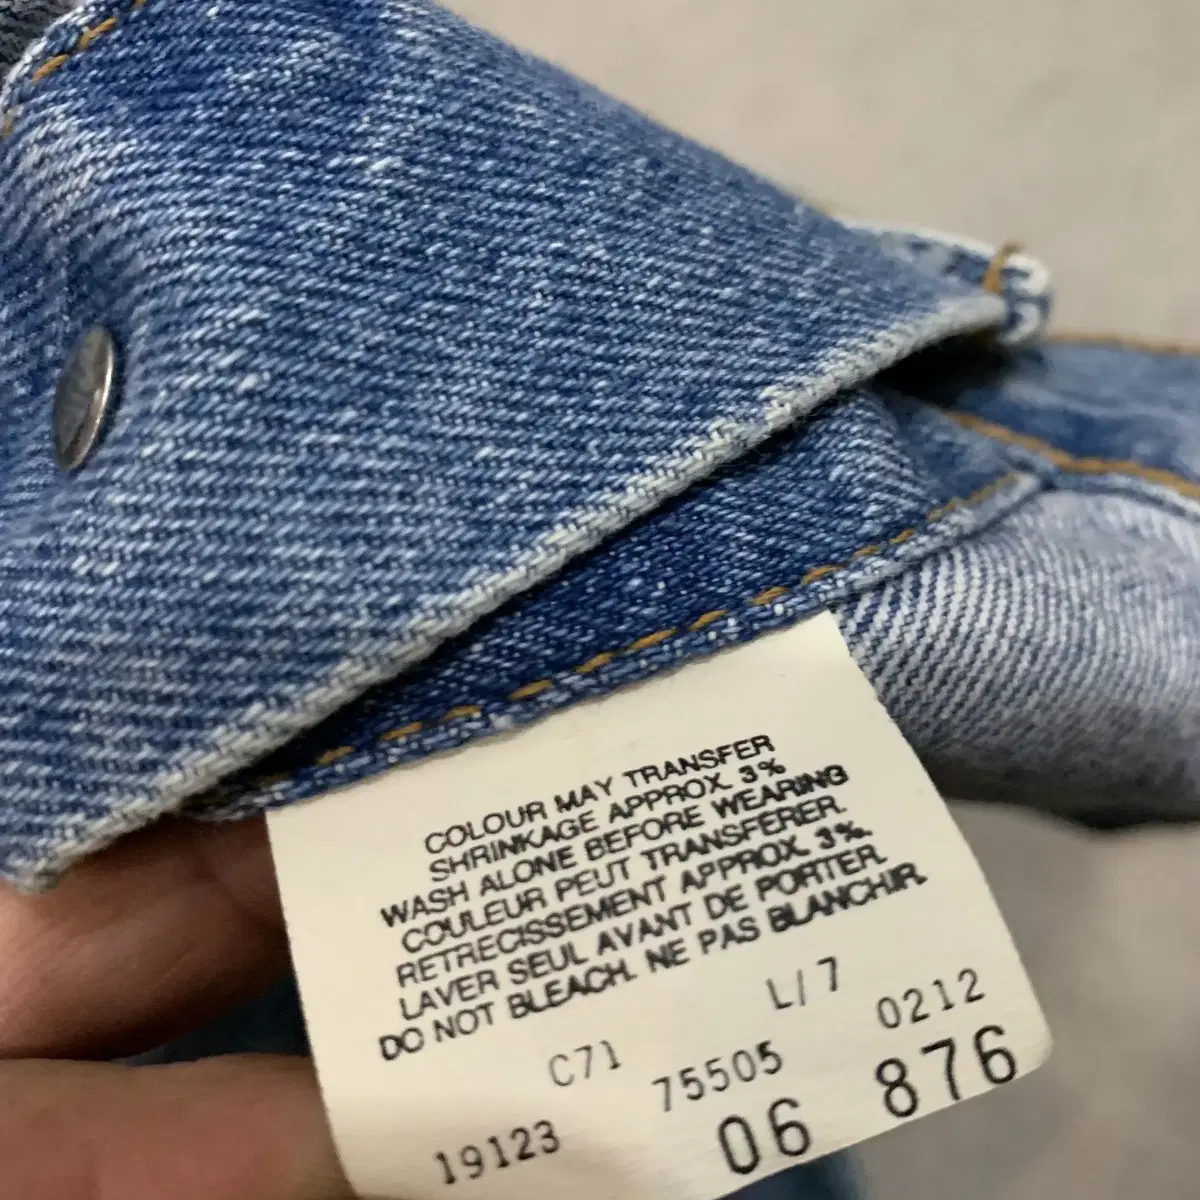 COLOUR MAY TRANSFER
SHRINKAGE APPROX. 3%
WASH ALONE BEFORE WEARING
COULEUR PEUT TRANSFERER.
RETRECISSEMENT APPROX. 3%.
LAVER SEUL AVANT DE PORTER.
DO NOT BLEACH. NE PAS BLANCHIR.
L/7
C71 75505 0212
19123 06 876